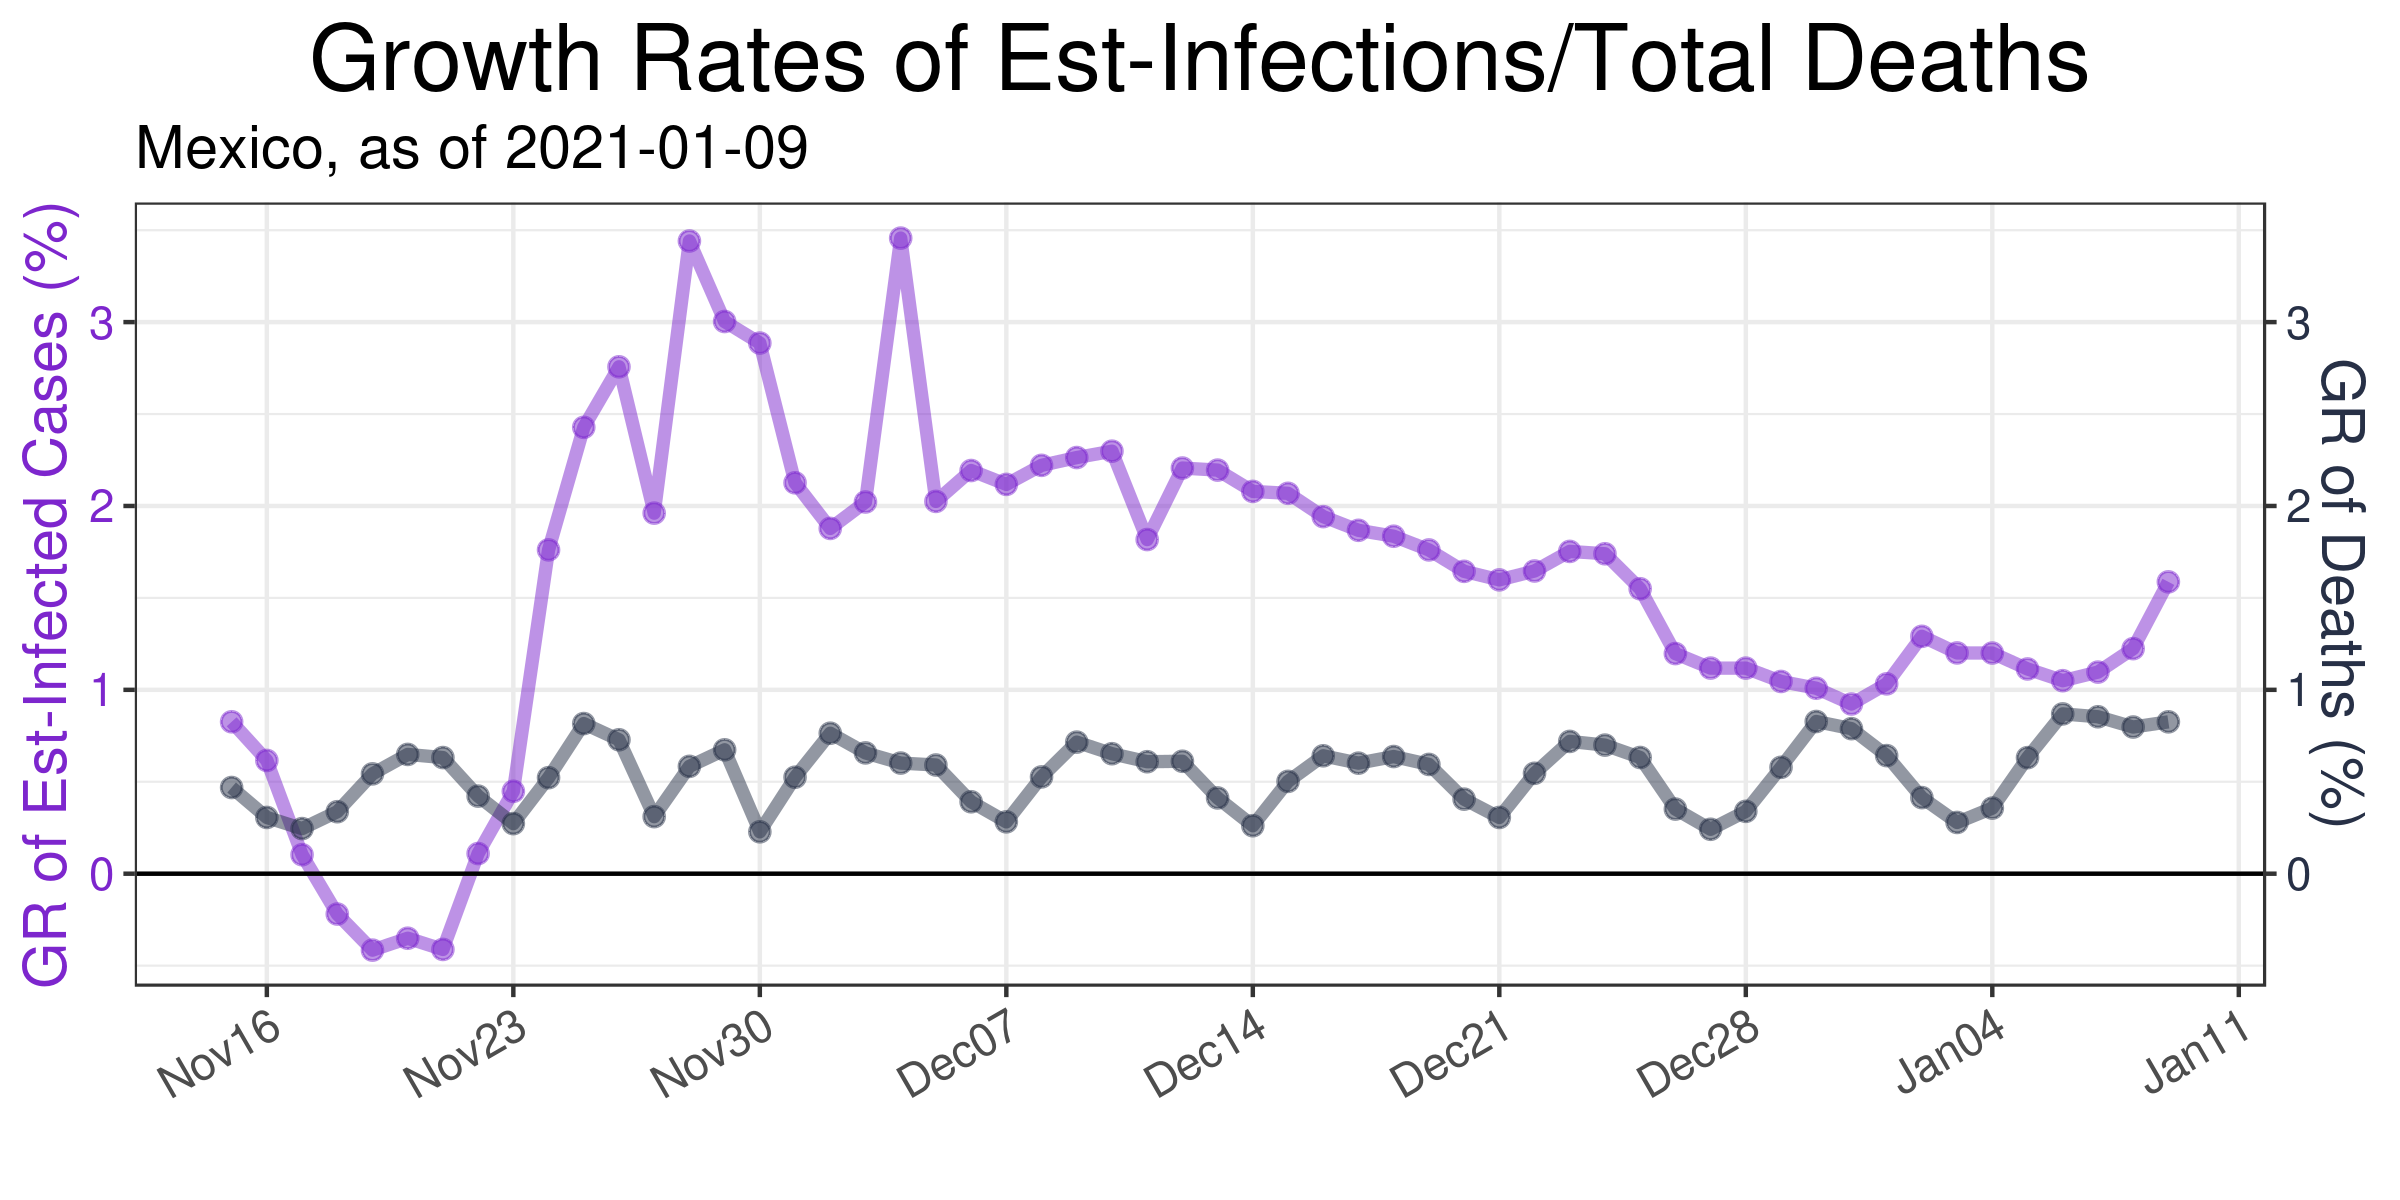 Growth Rates of Est-Infections/Total Deaths
Mexico, as of 2021-01-09
GR of Est-Infected Cases (%)
3
2
1
0
3
2
1
0
GR of Deaths (%)
Nov16
Nov23
Nov30
Dec07
Dec14
Dec21
Dec28
Jan04
Jan11